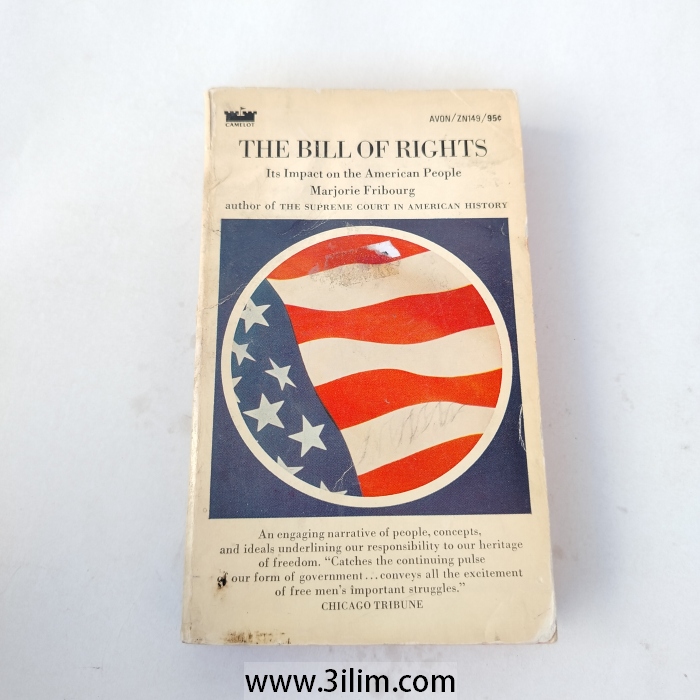 CAMELOT
AVON/ZN149/95¢
THE BILL OF RIGHTS
Its Impact on the American People
Marjorie Fribourg
author of THE SUPREME COURT IN AMERICAN HISTORY
An engaging narrative of people, concepts,
and ideals underlining our responsibility to our heritage
of freedom. “Catches the continuing pulse
of our form of government...conveys all the excitement
of free men's important struggles.”
CHICAGO TRIBUNE
www.3ilim.com